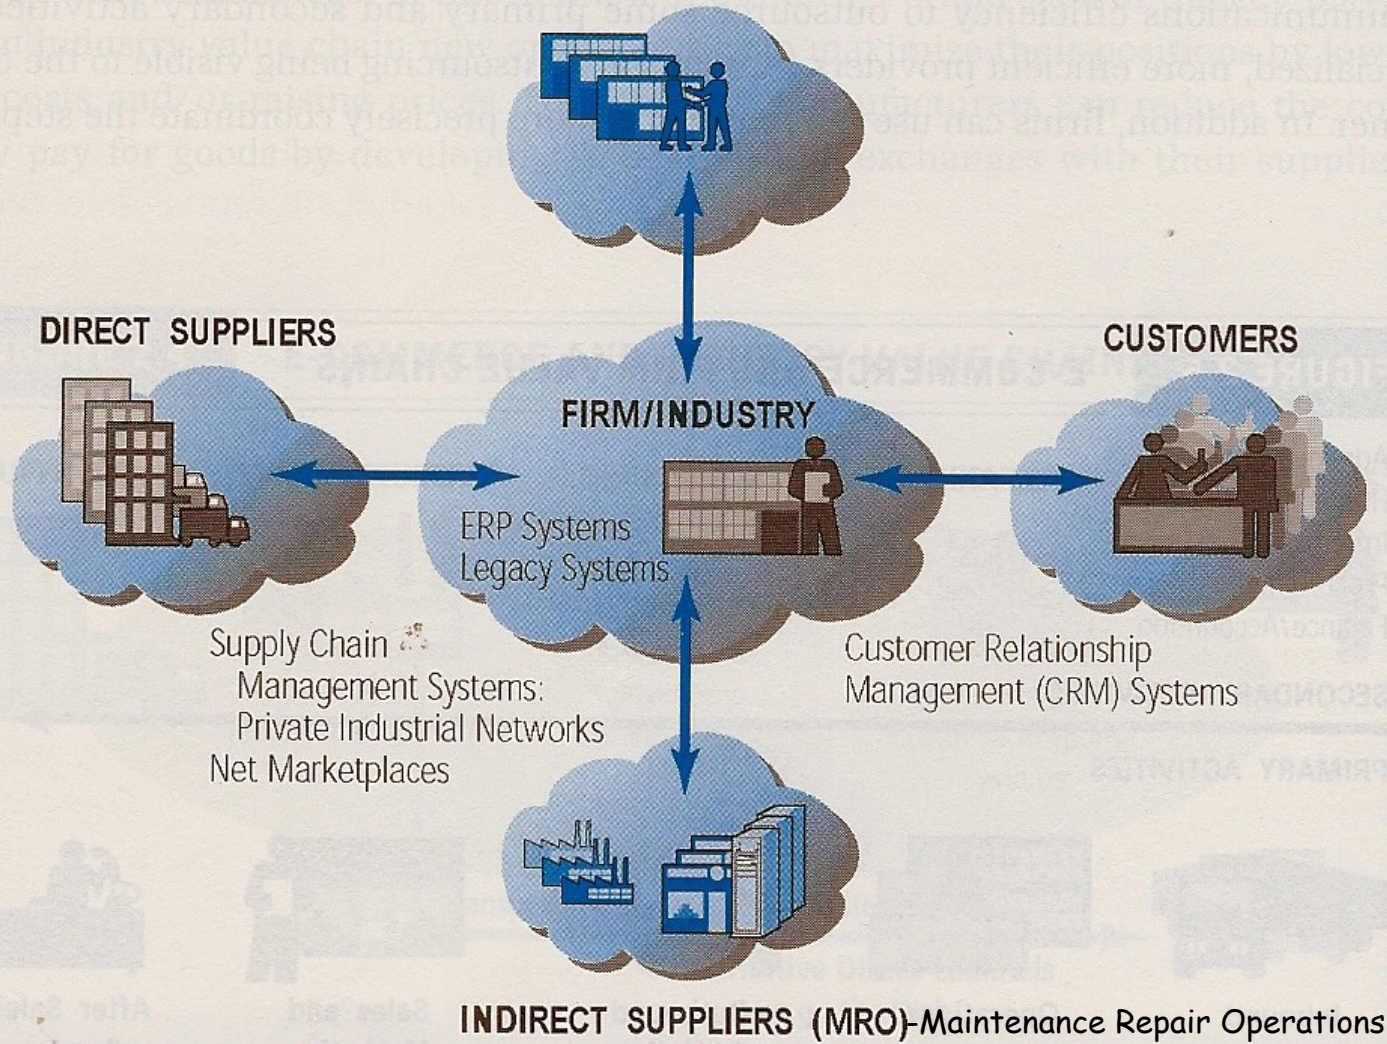 DIRECT SUPPLIERS
CUSTOMERS
FIRM/INDUSTRY
ERP Systems
Legacy Systems
Supply Chain
Management Systems:
Private Industrial Networks
Net Marketplaces
Customer Relationship
Management (CRM) Systems
INDIRECT SUPPLIERS (MRO)-Maintenance Repair Operations